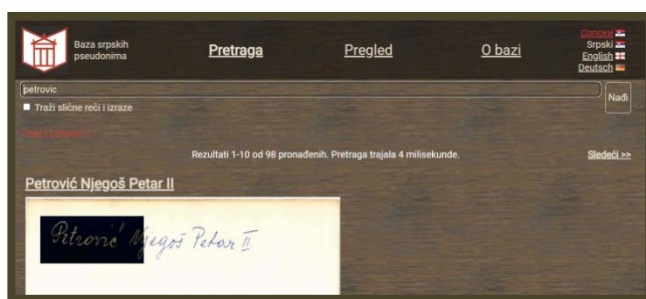 Baza srpskih
pseudonima
Pretraga
Pregled
O bazi
Српски
Srpski
English
Deutsch
petrovic
Nađi
Traži slične reči i izraze
Rezultati 1-10 od 98 pronađenih. Pretraga trajala 4 milisekunde.
Sledeći >>
Petrović Njegoš Petar II
Petrović Njegoš Petar II